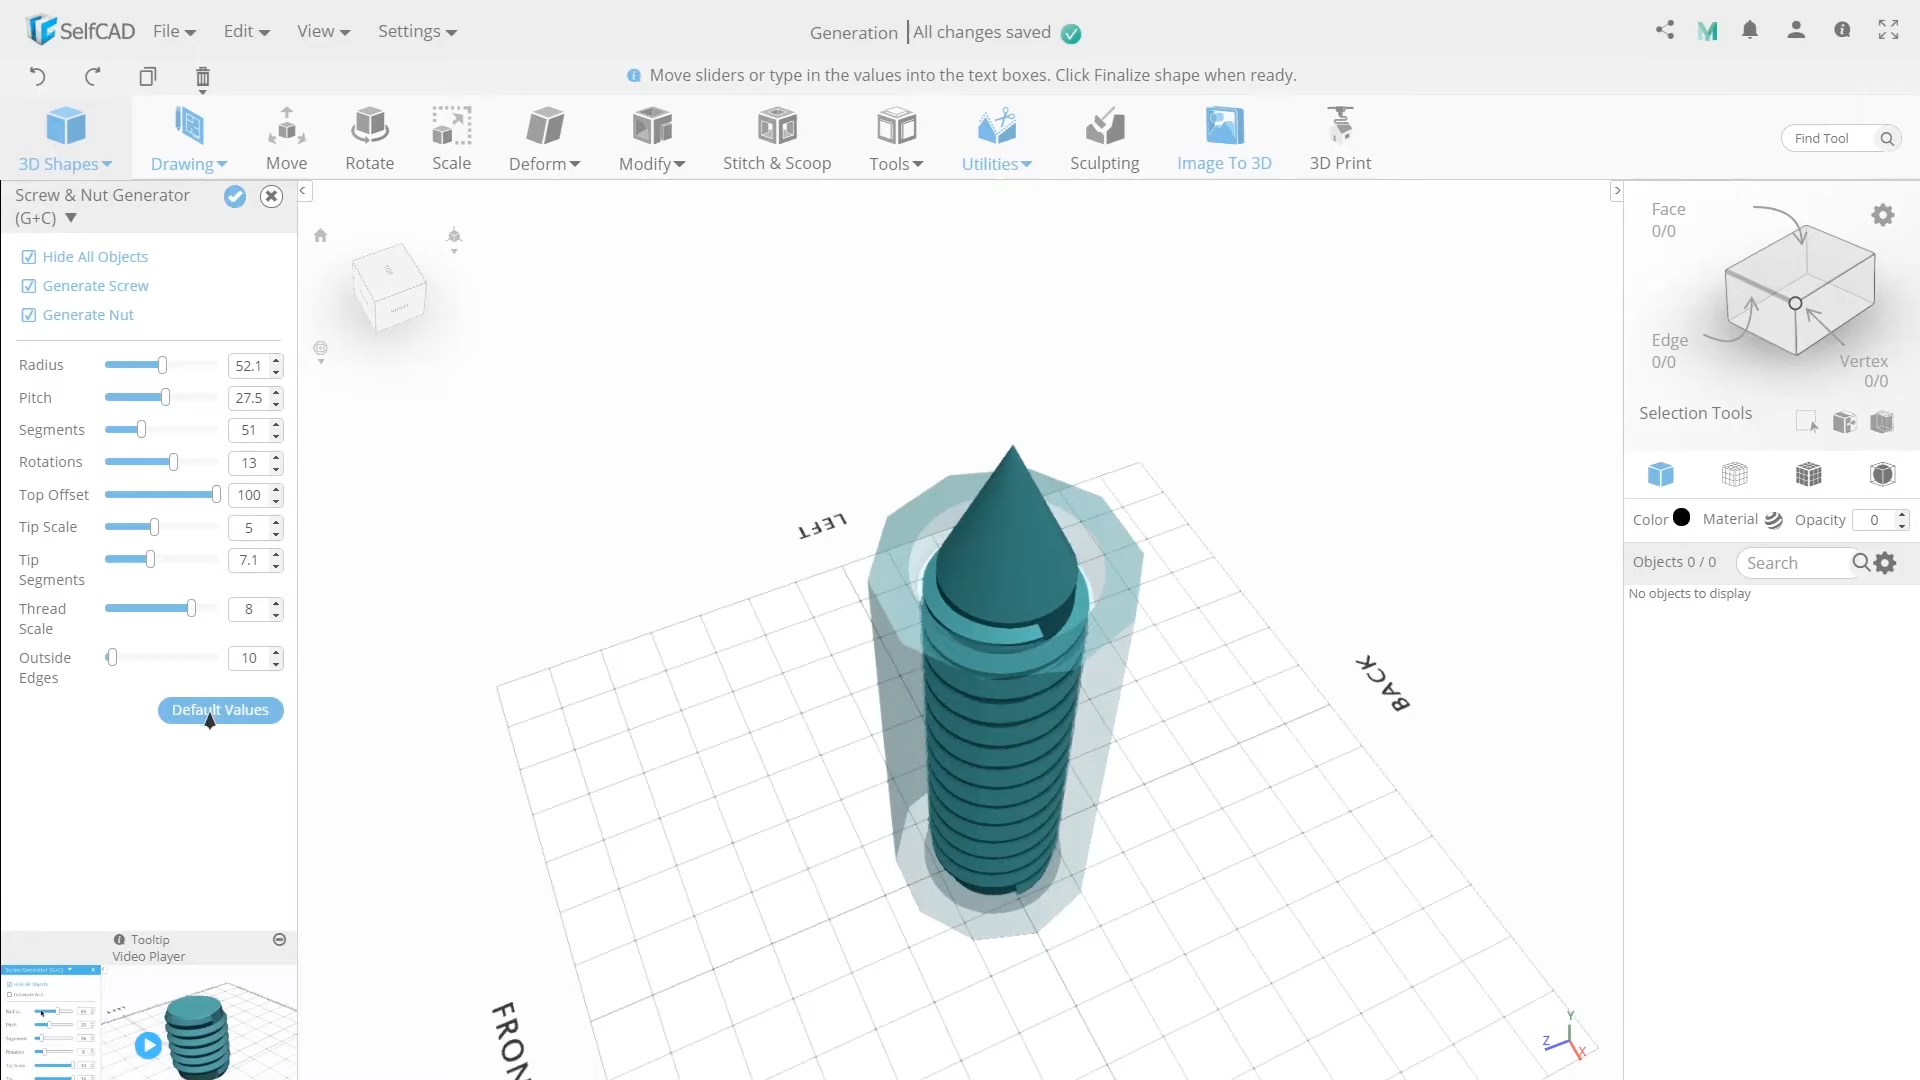 SelfCAD File Edit View Settings
Generation All changes saved
Move sliders or type in the values into the text boxes. Click Finalize shape when ready.
3D Shapes Drawing Move Rotate Scale Deform Modify Stitch & Scoop Tools Utilities Sculpting Image To 3D 3D Print Find Tool
Screw & Nut Generator
(G+C)
Hide All Objects
Generate Screw
Generate Nut
Radius 52.1
Pitch 27.5
Segments 51
Rotations 13
Top Offset 100
Tip Scale 5
Tip 7.1
Segments
Thread 8
Scale
Outside 10
Edges
Default Values
Tooltip
Video Player
LEFT
BACK
FRON
Y
Z
X
Face
0/0
Edge
0/0
Vertex
0/0
Selection Tools
Color Material Opacity 0
Objects 0 / 0 Search
No objects to display